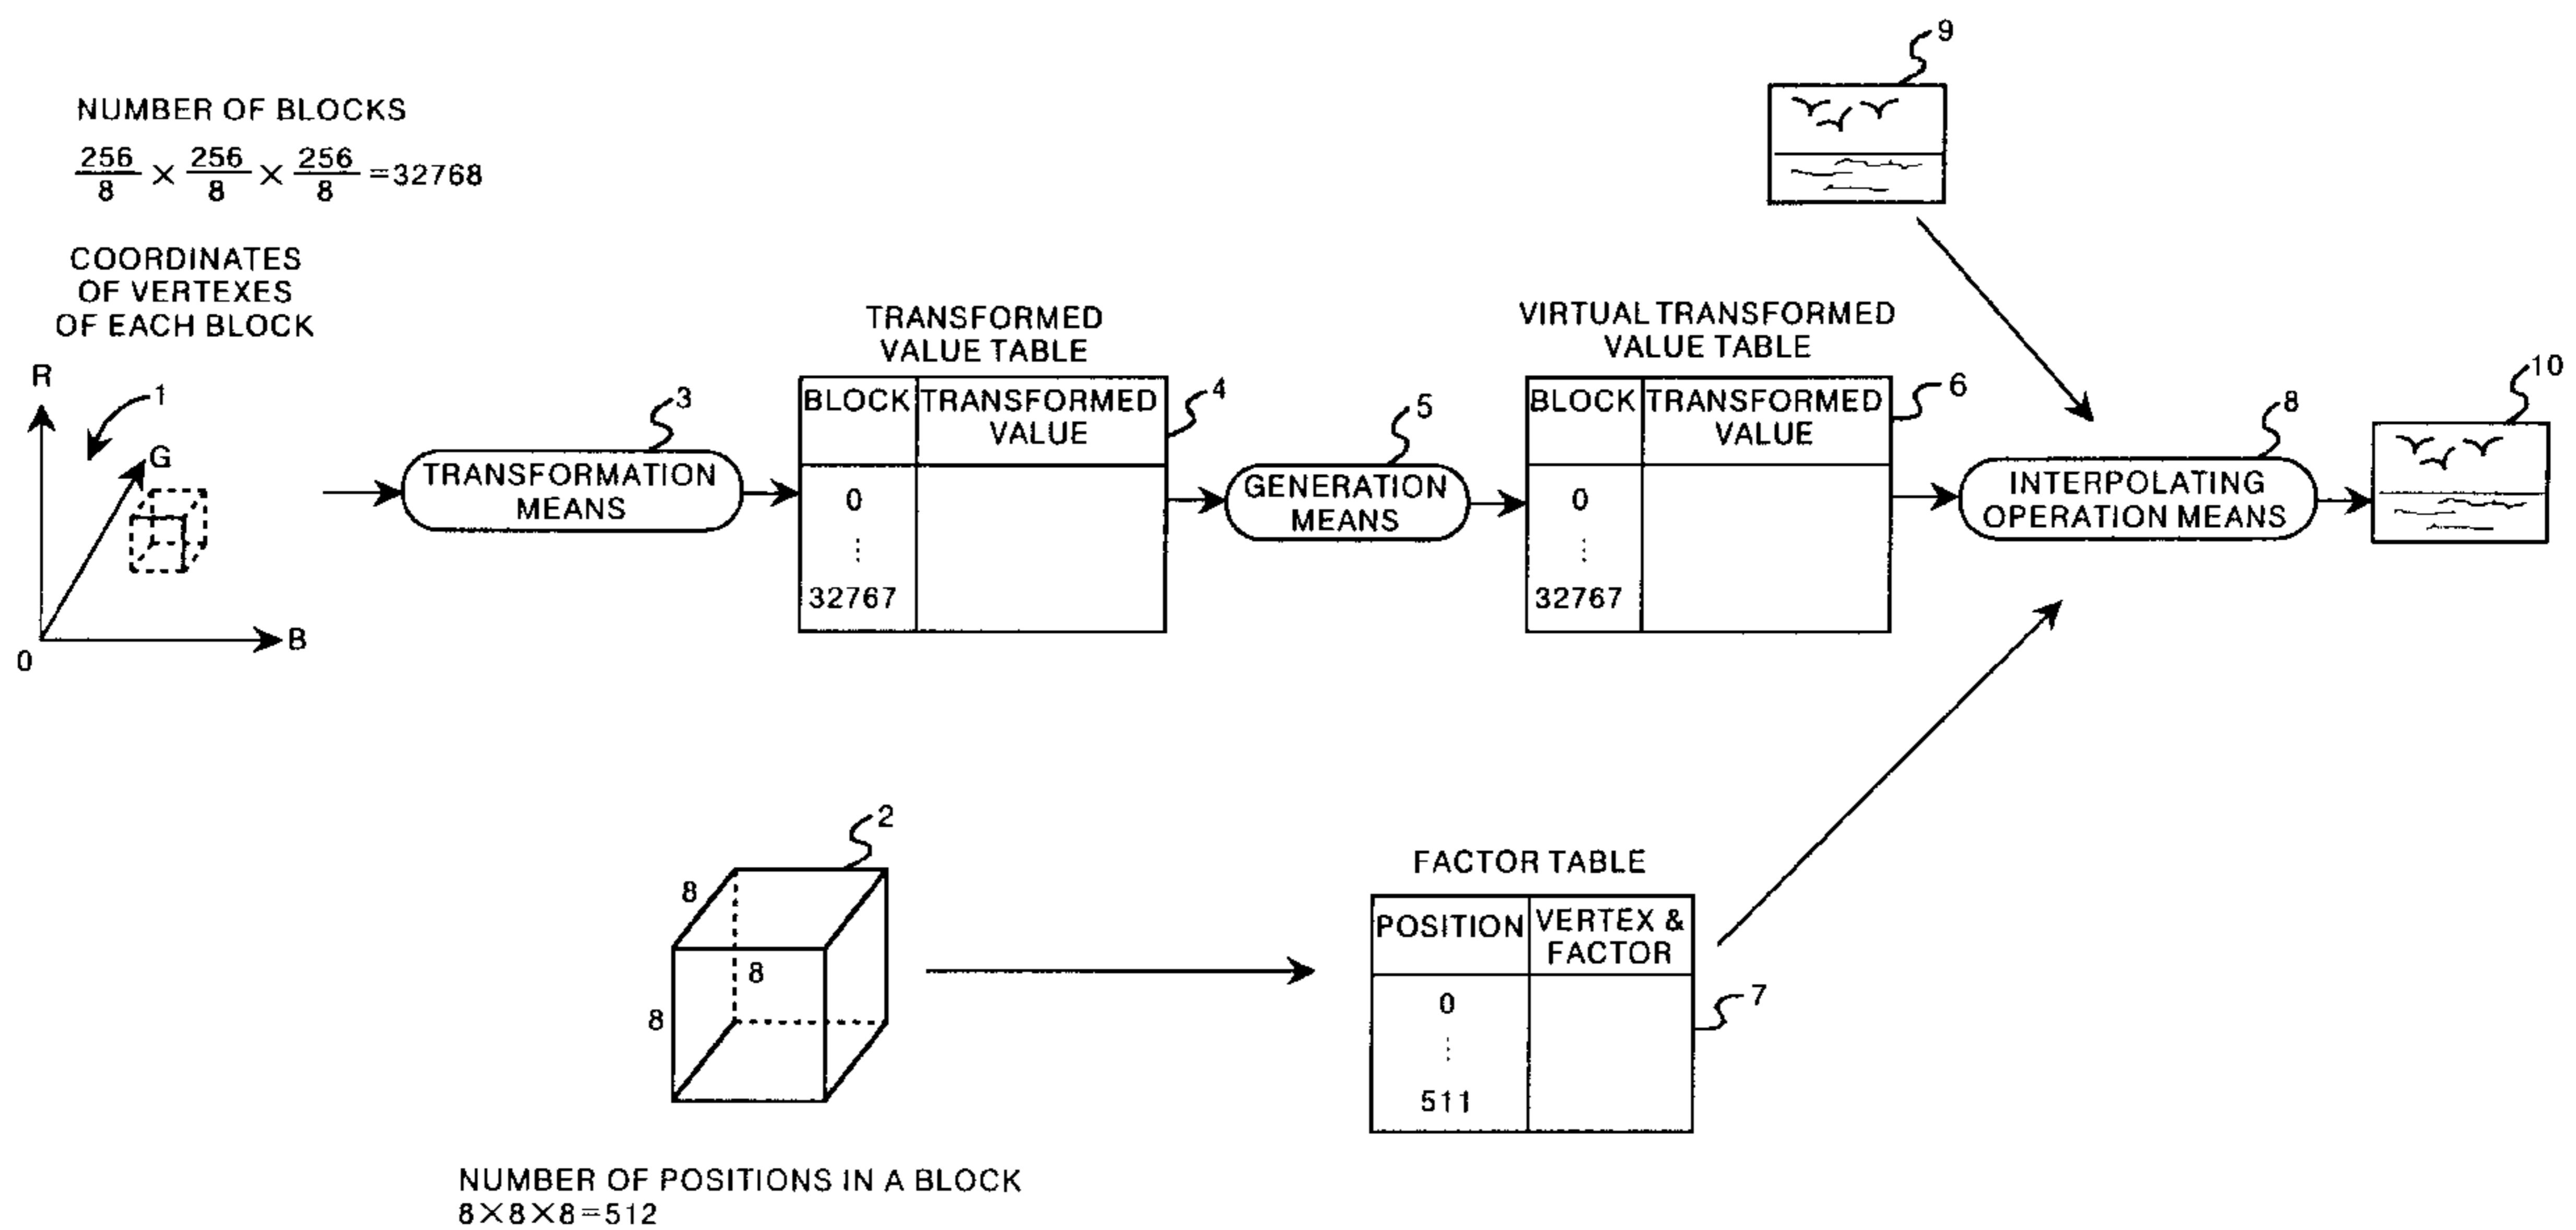 9
NUMBER OF BLOCKS
256/8 × 256/8 × 256/8 =32768
COORDINATES
OF VERTEXES
OF EACH BLOCK
R
1
G
B
0
3
TRANSFORMATION
MEANS
TRANSFORMED
VALUE TABLE
BLOCK TRANSFORMED
VALUE
0
⋮
32767
4
5
GENERATION
MEANS
VIRTUAL TRANSFORMED
VALUE TABLE
BLOCK TRANSFORMED
VALUE
0
⋮
32767
6
8
INTERPOLATING
OPERATION MEANS
10
2
8
8
8
NUMBER OF POSITIONS IN A BLOCK
8×8×8=512
FACTOR TABLE
POSITION VERTEX &
FACTOR
0
⋮
511
7